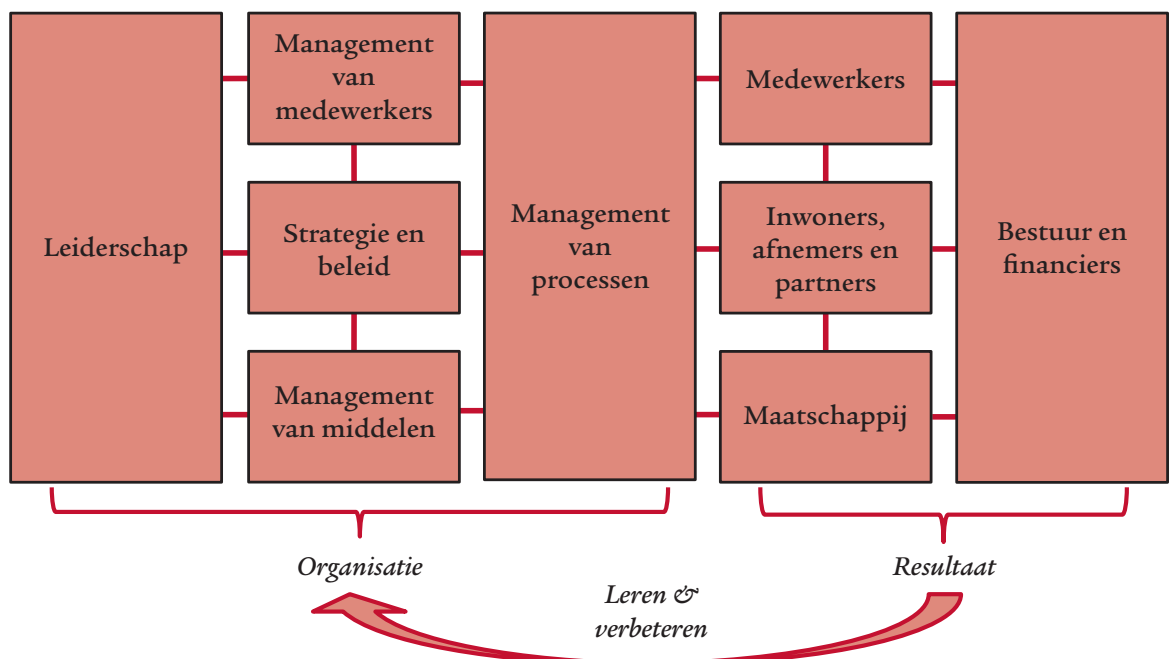 Leiderschap
Management
van
medewerkers
Strategie en
beleid
Management
van middelen
Management
van
processen
Medewerkers
Inwoners,
afnemers en
partners
Maatschappij
Bestuur en
financiers
Organisatie
Resultaat
Leren &
verbeteren